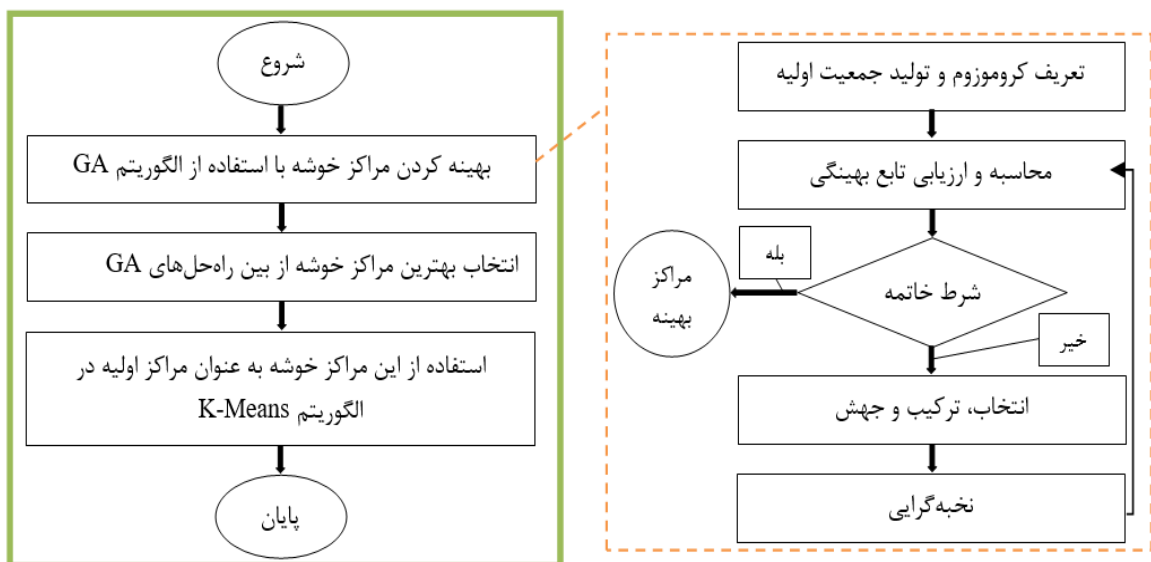 شروع
بهینه کردن مراکز خوشه با استفاده از الگوریتم GA
انتخاب بهترین مراکز خوشه از بین راه‌حل‌های GA
استفاده از این مراکز خوشه به عنوان مراکز اولیه در
الگوریتم K-Means
پایان
تعریف کروموزوم و تولید جمعیت اولیه
محاسبه و ارزیابی تابع بهینگی
شرط خاتمه
بله
مراکز
بهینه
خیر
انتخاب، ترکیب و جهش
نخبه‌گرایی